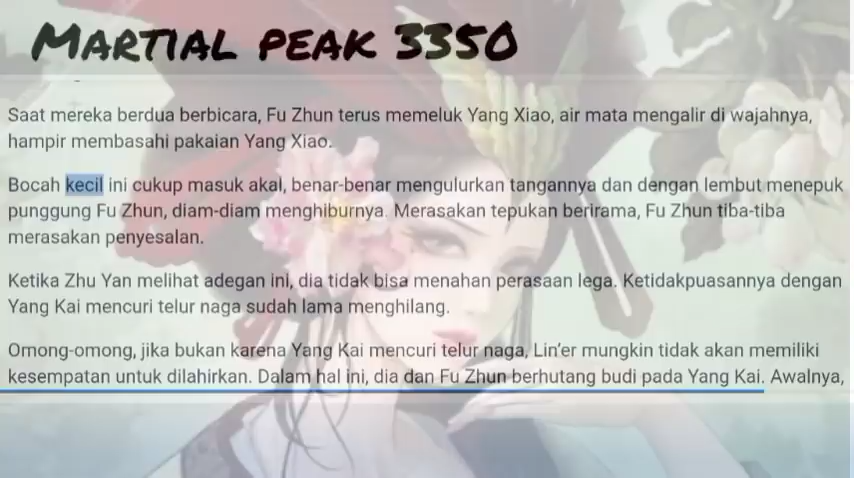 MARTIAL PEAK 3350
Saat mereka berdua berbicara, Fu Zhun terus memeluk Yang Xiao, air mata mengalir di wajahnya,
hampir membasahi pakaian Yang Xiao.
Bocah kecil ini cukup masuk akal, benar-benar mengulurkan tangannya dan dengan lembut menepuk
punggung Fu Zhun, diam-diam menghiburnya. Merasakan tepukan berirama, Fu Zhun tiba-tiba
merasakan penyesalan.
Ketika Zhu Yan melihat adegan ini, dia tidak bisa menahan perasaan lega. Ketidakpuasannya dengan
Yang Kai mencuri telur naga sudah lama menghilang.
Omong-omong, jika bukan karena Yang Kai mencuri telur naga, Lin’er mungkin tidak akan memiliki
kesempatan untuk dilahirkan. Dalam hal ini, dia dan Fu Zhun berhutang budi pada Yang Kai. Awalnya,